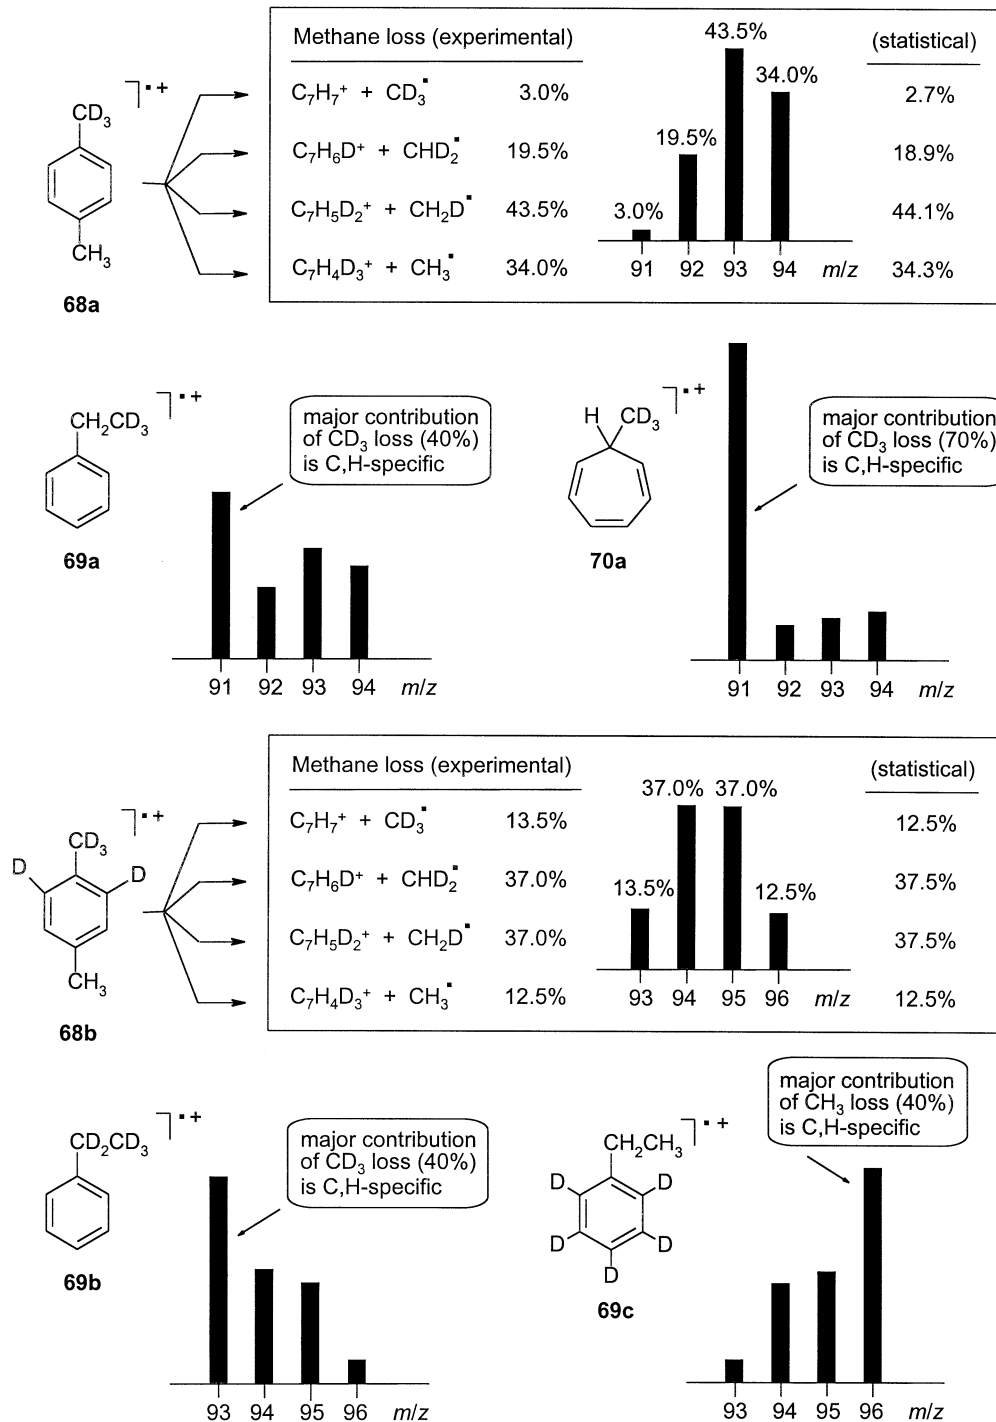 Methane loss (experimental) (statistical)
C7H7+ + CD3• 3.0% 2.7%
C7H6D+ + CHD2• 19.5% 18.9%
C7H5D2+ + CH2D• 43.5% 44.1%
C7H4D3+ + CH3• 34.0% 34.3%
3.0% 19.5% 43.5% 34.0%
91 92 93 94 m/z
CD3
•+
CH3
68a
CH2CD3
•+
69a
major contribution
of CD3 loss (40%)
is C,H-specific
91 92 93 94 m/z
H CD3
•+
70a
major contribution
of CD3 loss (70%)
is C,H-specific
91 92 93 94 m/z
Methane loss (experimental) (statistical)
C7H7+ + CD3• 13.5% 12.5%
C7H6D+ + CHD2• 37.0% 37.5%
C7H5D2+ + CH2D• 37.0% 37.5%
C7H4D3+ + CH3• 12.5% 12.5%
13.5% 37.0% 37.0% 12.5%
93 94 95 96 m/z
CD3
•+
D D
CH3
68b
CD2CD3
•+
69b
major contribution
of CD3 loss (40%)
is C,H-specific
93 94 95 96 m/z
CH2CH3
•+
D D
D D
D
69c
major contribution
of CH3 loss (40%)
is C,H-specific
93 94 95 96 m/z